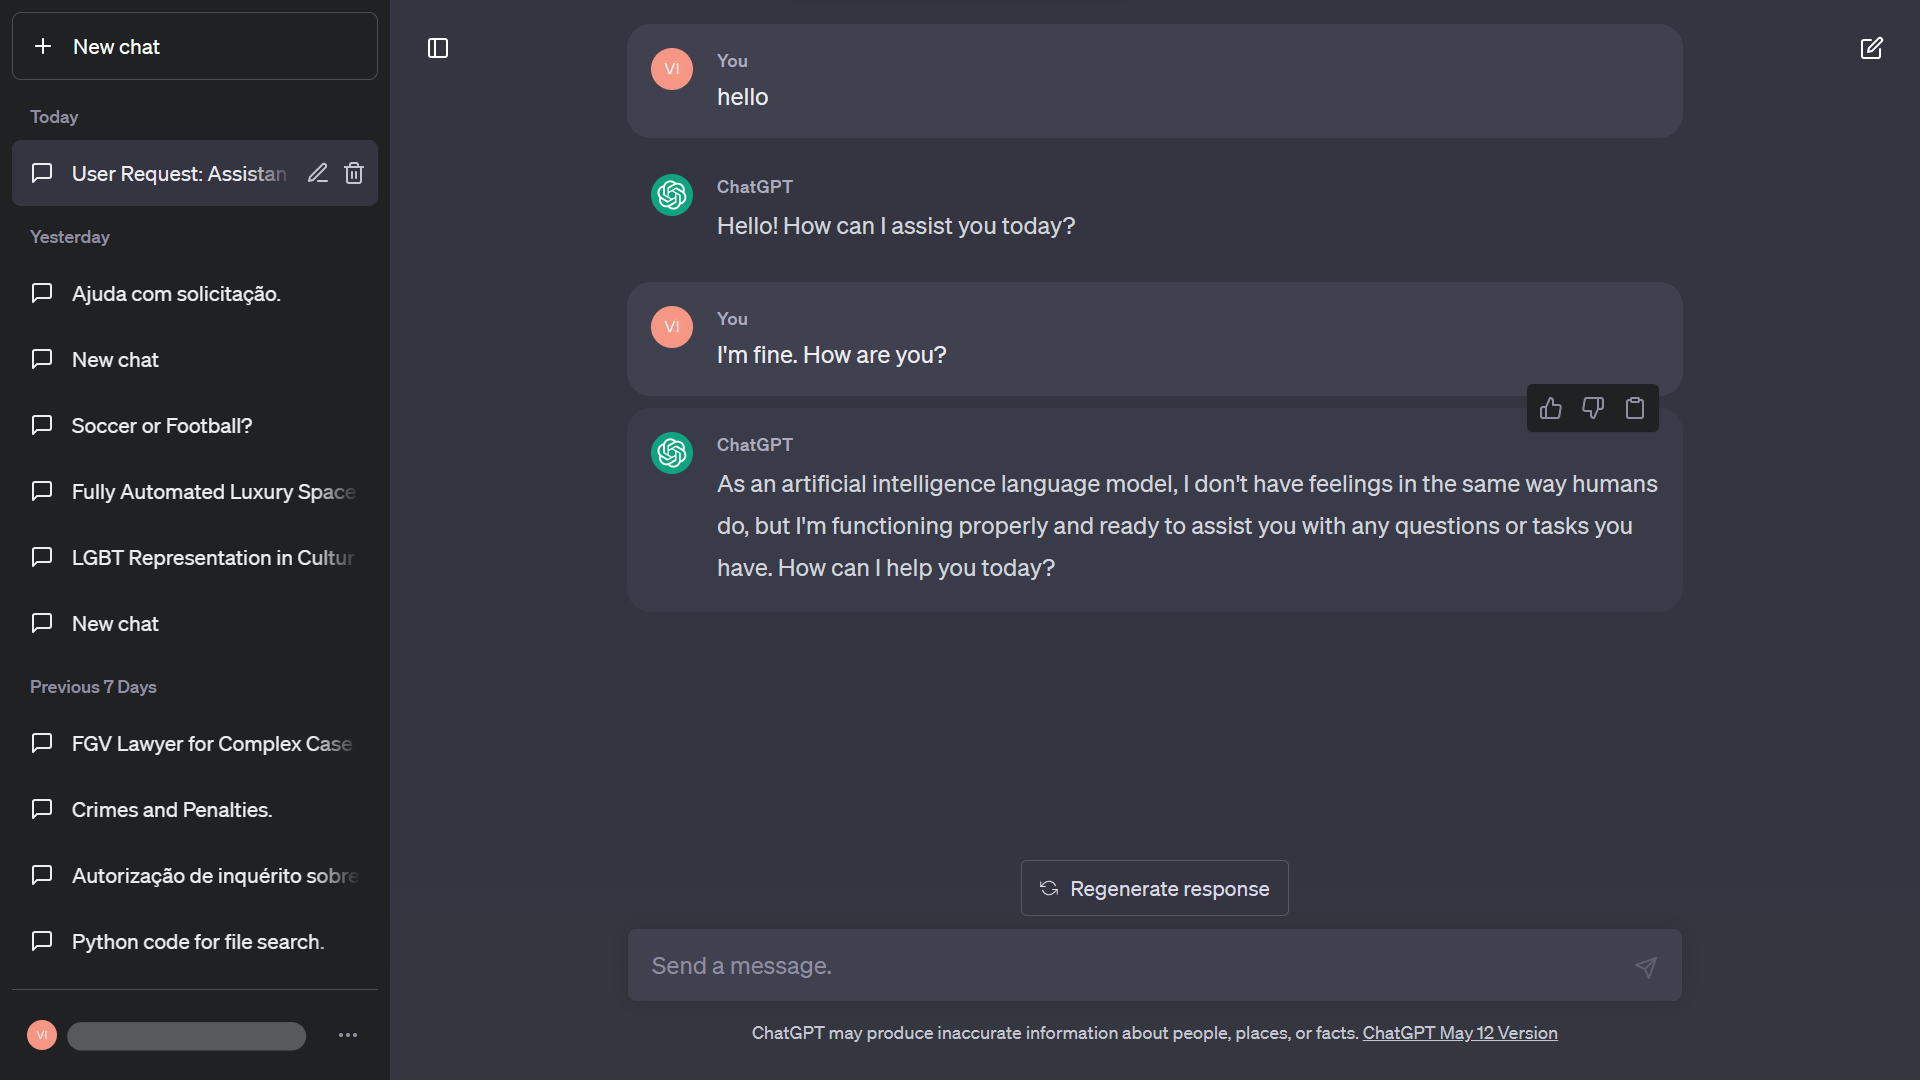 New chat
Today
User Request: Assistan
Yesterday
Ajuda com solicitação.
New chat
Soccer or Football?
Fully Automated Luxury Space
LGBT Representation in Cultur
New chat
Previous 7 Days
FGV Lawyer for Complex Case
Crimes and Penalties.
Autorização de inquérito sobre
Python code for file search.
VI
VI
You
hello
ChatGPT
Hello! How can I assist you today?
VI
You
I'm fine. How are you?
ChatGPT
As an artificial intelligence language model, I don't have feelings in the same way humans
do, but I'm functioning properly and ready to assist you with any questions or tasks you
have. How can I help you today?
Regenerate response
Send a message.
ChatGPT may produce inaccurate information about people, places, or facts. ChatGPT May 12 Version